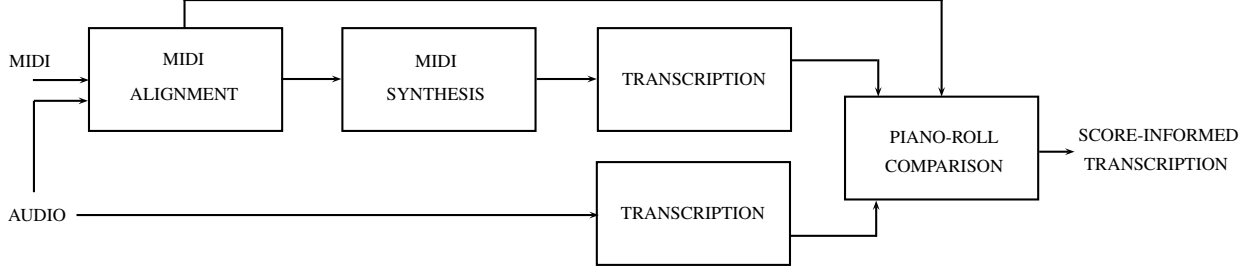 MIDI
MIDI
ALIGNMENT
MIDI
SYNTHESIS
TRANSCRIPTION
PIANO-ROLL
COMPARISON
SCORE-INFORMED
TRANSCRIPTION
AUDIO
TRANSCRIPTION